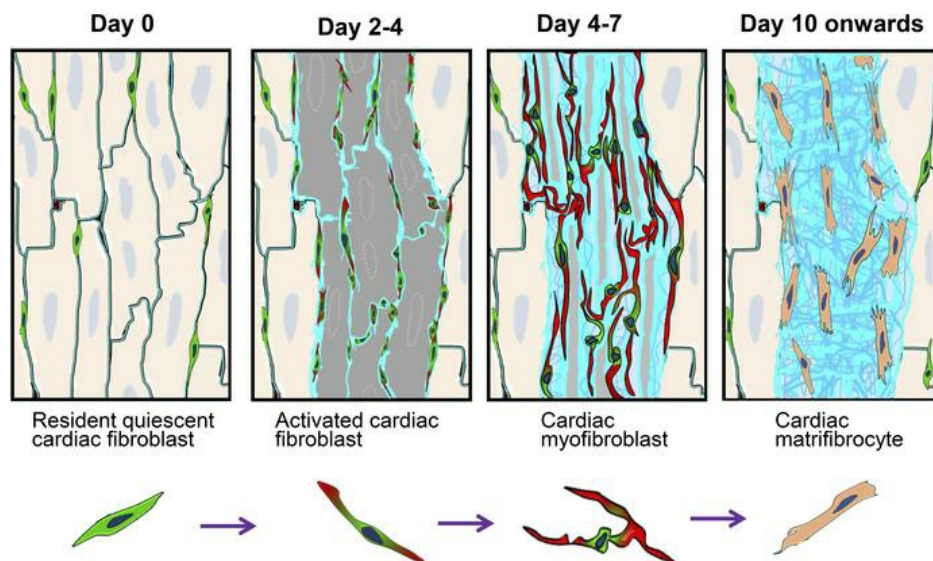 Day 0
Day 2-4
Day 4-7
Day 10 onwards
Resident quiescent
cardiac fibroblast
Activated cardiac
fibroblast
Cardiac
myofibroblast
Cardiac
matrifibrocyte